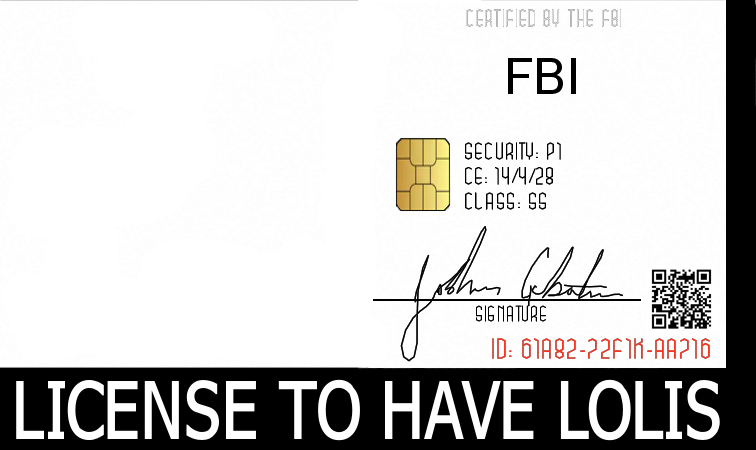 CERTIFIED BY THE FBI
FBI
SECURITY: P1
CE: 14/4/28
CLASS: SS
SIGNATURE
ID: 61A82-72F1K-AA716
LICENSE TO HAVE LOLIS